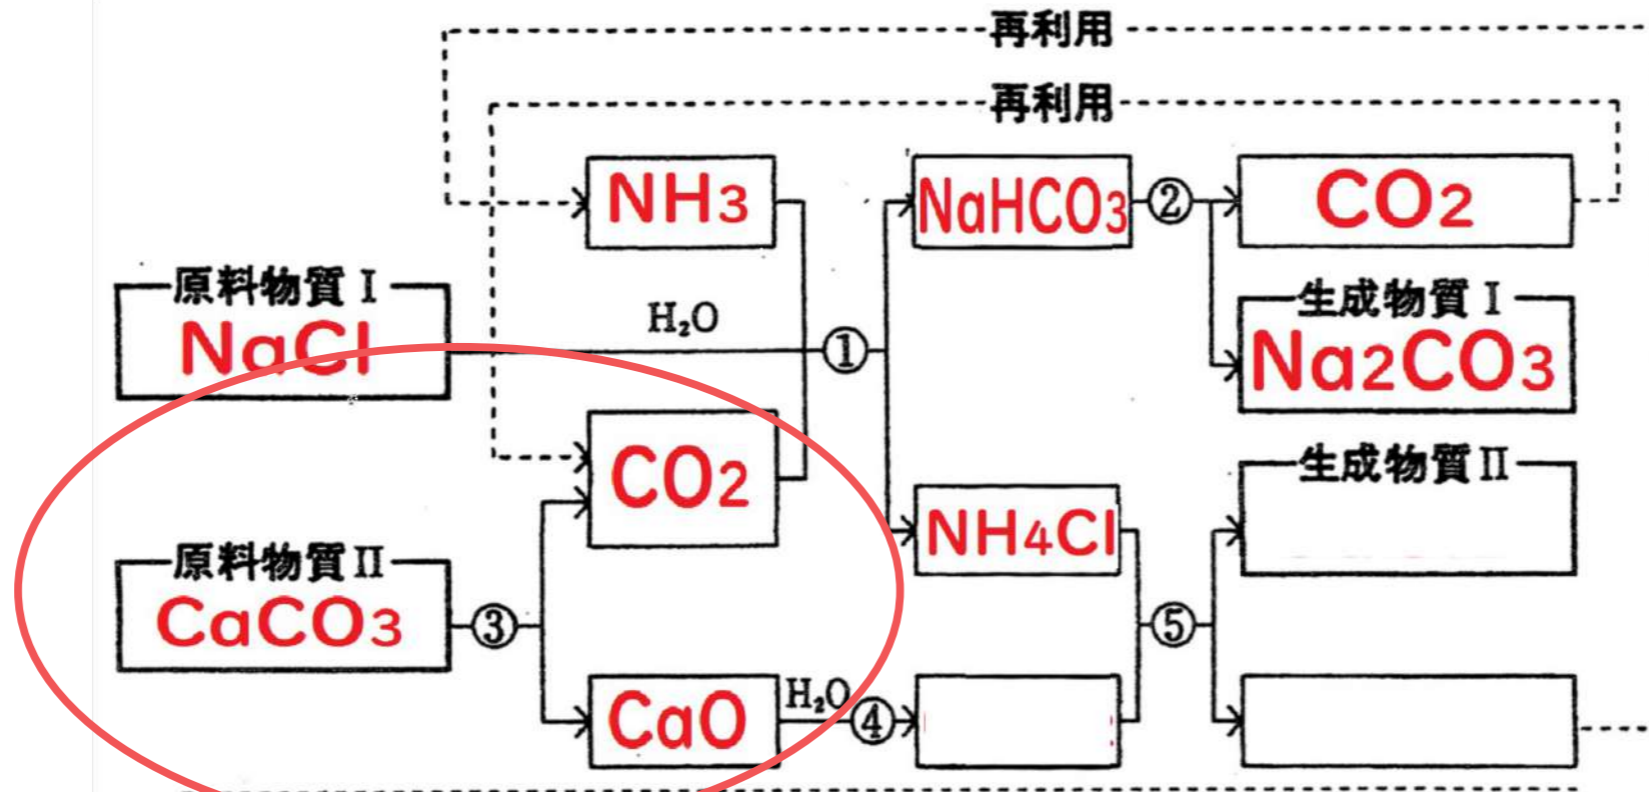 再利用
再利用
NH3
NaHCO3
②
CO2
原料物質Ⅰ
NaCl
H₂O
①
生成物質Ⅰ
Na2CO3
CO2
生成物質Ⅱ
NH4Cl
原料物質Ⅱ
CaCO3
③
⑤
CaO
H₂O
④